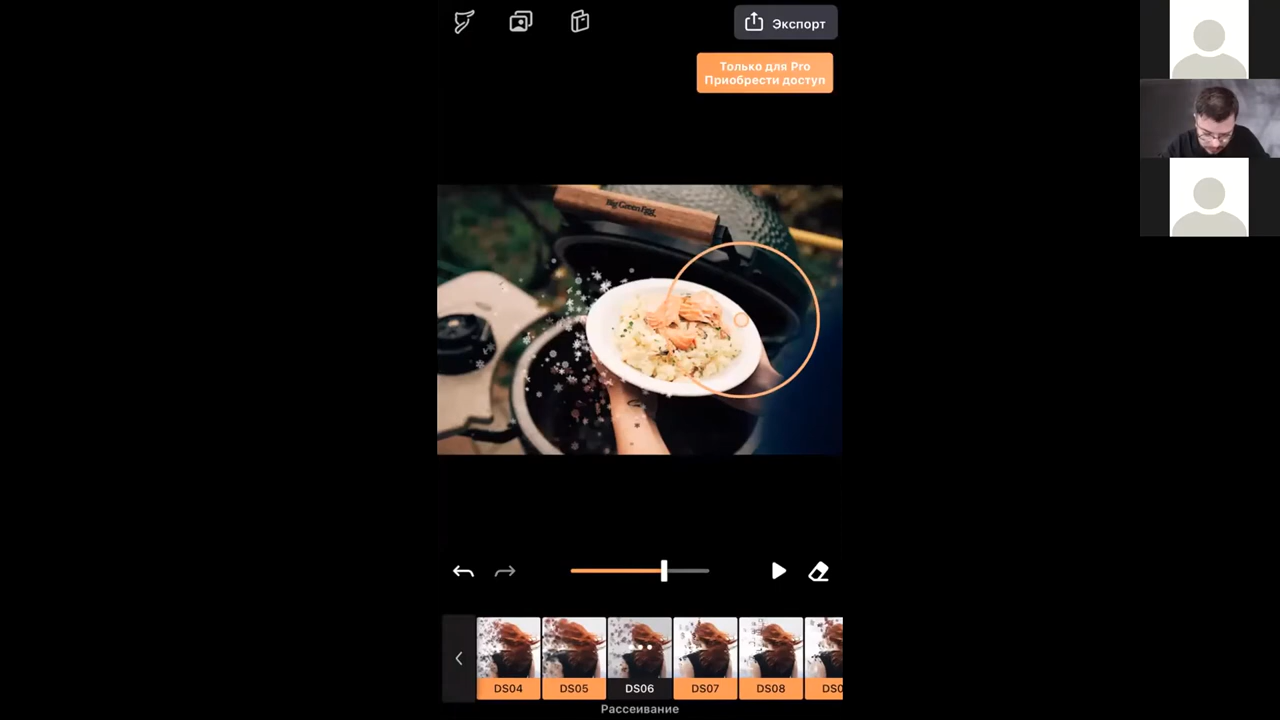 Экспорт
Только для Pro
Приобрести доступ
Big Green Egg.
DS04
DS05
DS06
DS07
DS08
Рассеивание